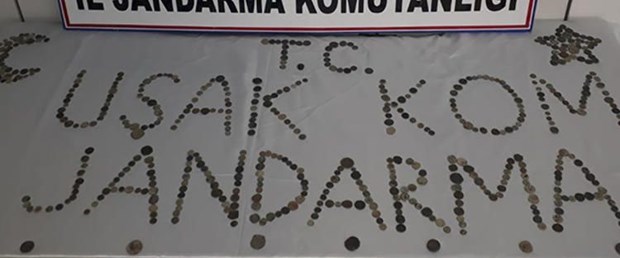 İL JANDARMA KOMUTANLIĞI
T.C.
UŞAK KOM
JANDARMA